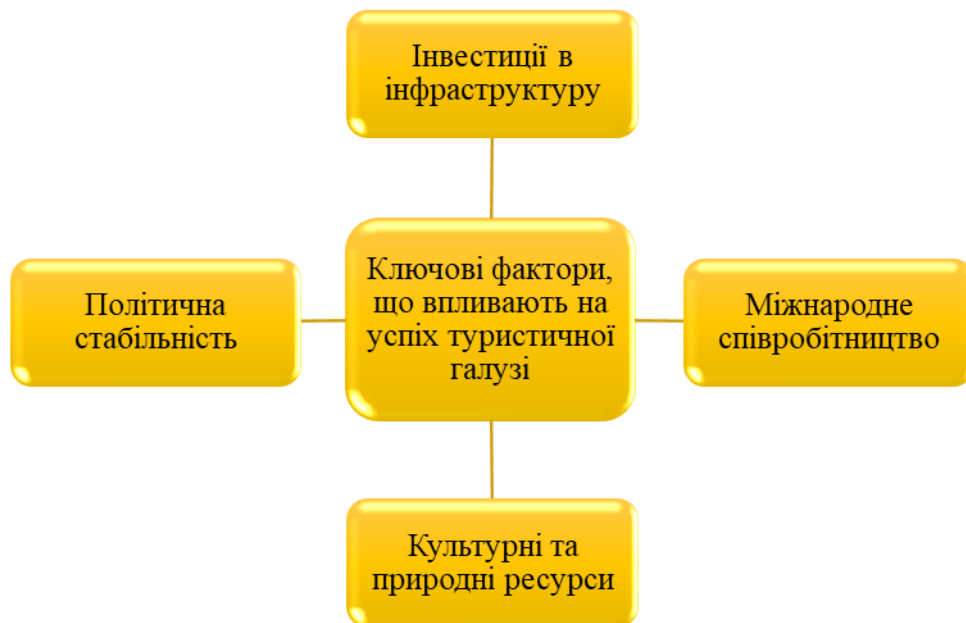 Інвестиції в
інфраструктуру
Політична
стабільність
Ключові фактори,
що впливають на
успіх туристичної
галузі
Міжнародне
співробітництво
Культурні та
природні ресурси